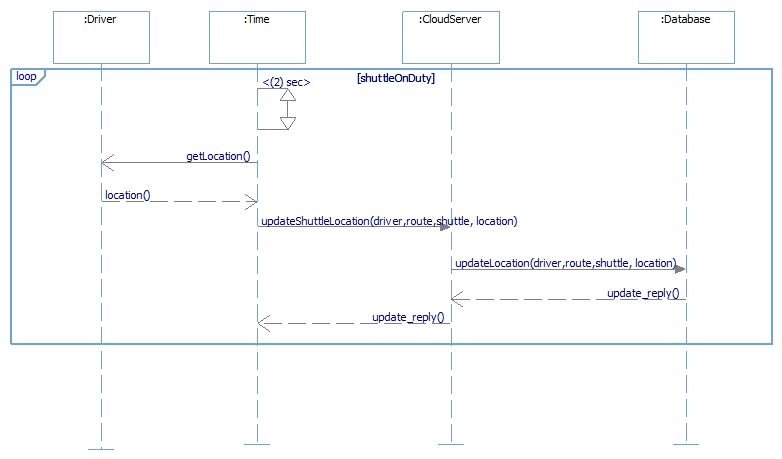 :Driver
:Time
:CloudServer
:Database
loop
[shuttleOnDuty]
<(2) sec>
getLocation()
location()
updateShuttleLocation(driver,route,shuttle, location)
updateLocation(driver,route,shuttle, location)
update_reply()
update_reply()